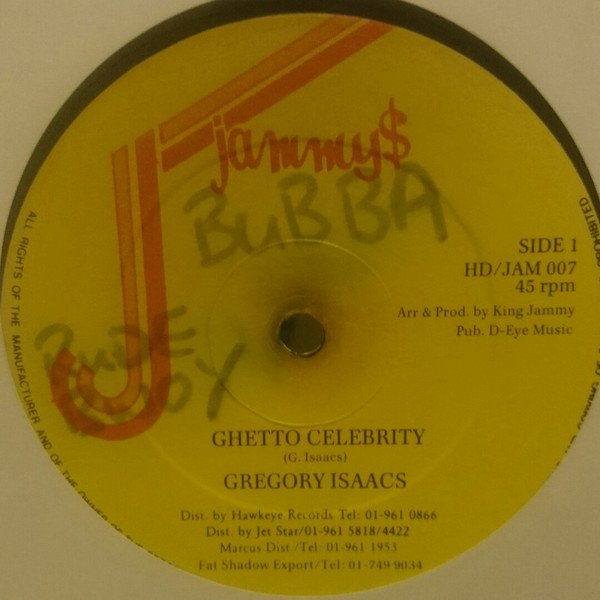 jammy$
BUBBA
SIDE 1
HD/JAM 007
45 rpm
Arr & Prod. by King Jammy
Pub. D-Eye Music
RUDE
BOOY
GHETTO CELEBRITY
(G. Isaacs)
GREGORY ISAACS
Dist. by Hawkeye Records Tel: 01-961 0866
Dist. by Jet Star/01-961 5818/4422
Marcus Dist./Tel: 01-961 1953
Fat Shadow Export/Tel: 01-749 9034
ALL RIGHTS OF THE MANUFACTURER AND OF THE